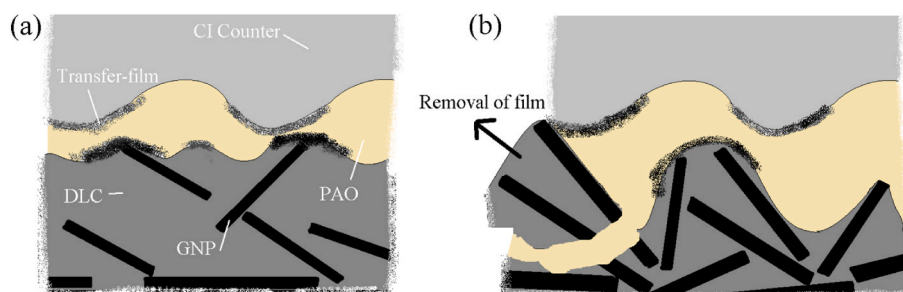 (a)
CI Counter
Transfer-film
DLC
GNP
PAO
(b)
Removal of film